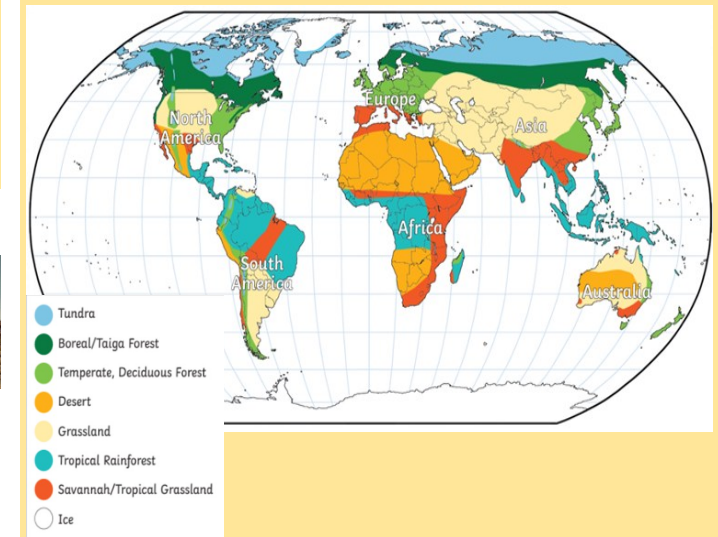 Europe
North
America
Asia
Africa
South
America
Australia
Tundra
Boreal/Taiga Forest
Temperate, Deciduous Forest
Desert
Grassland
Tropical Rainforest
Savannah/Tropical Grassland
Ice